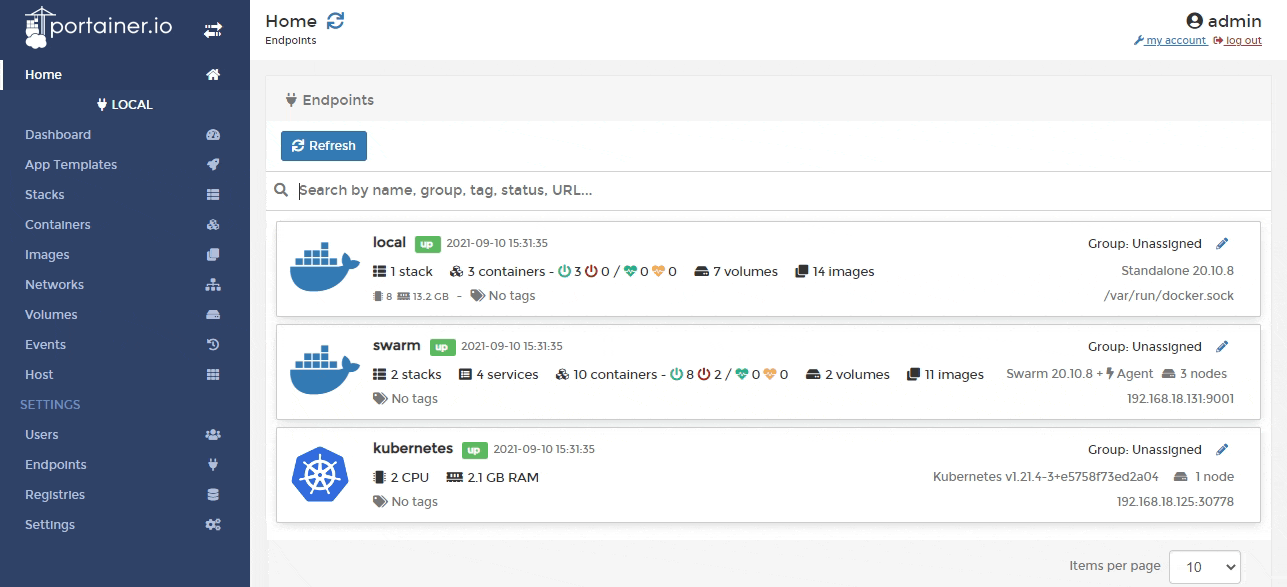 portainer.io
Home
LOCAL
Dashboard
App Templates
Stacks
Containers
Images
Networks
Volumes
Events
Host
SETTINGS
Users
Endpoints
Registries
Settings
Home
Endpoints
admin
my account log out
Endpoints
Refresh
Search by name, group, tag, status, URL...
local up 2021-09-10 15:31:35 Group: Unassigned
1 stack 3 containers - 3 0 / 0 0 7 volumes 14 images Standalone 20.10.8
8 13.2 GB - No tags /var/run/docker.sock
swarm up 2021-09-10 15:31:35 Group: Unassigned
2 stacks 4 services 10 containers - 8 2 / 0 0 2 volumes 11 images Swarm 20.10.8 + Agent 3 nodes
No tags 192.168.18.131:9001
kubernetes up 2021-09-10 15:31:35 Group: Unassigned
2 CPU 2.1 GB RAM Kubernetes v1.21.4-3+e5758f73ed2a04 1 node
No tags 192.168.18.125:30778
Items per page 10